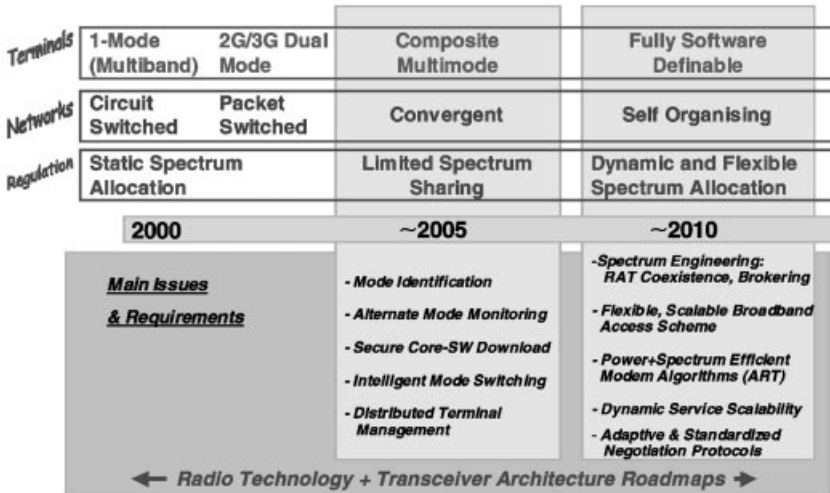 Terminals
1-Mode
(Multiband)
2G/3G Dual
Mode
Composite
Multimode
Fully Software
Definable
Networks
Circuit
Switched
Packet
Switched
Convergent
Self Organising
Regulation
Static Spectrum
Allocation
Limited Spectrum
Sharing
Dynamic and Flexible
Spectrum Allocation
2000
~2005
~2010
Main Issues
& Requirements
- Mode Identification
- Alternate Mode Monitoring
- Secure Core-SW Download
- Intelligent Mode Switching
- Distributed Terminal
Management
-Spectrum Engineering:
RAT Coexistence, Brokering
- Flexible, Scalable Broadband
Access Scheme
- Power+Spectrum Efficient
Modem Algorithms (ART)
- Dynamic Service Scalability
- Adaptive & Standardized
Negotiation Protocols
Radio Technology + Transceiver Architecture Roadmaps